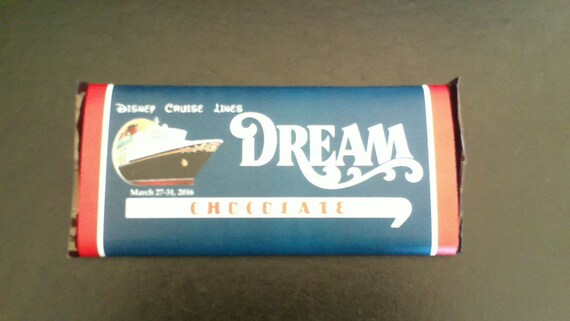 Disney Cruise Lines
DREAM
March 27-31, 2016
CHOCOLATE